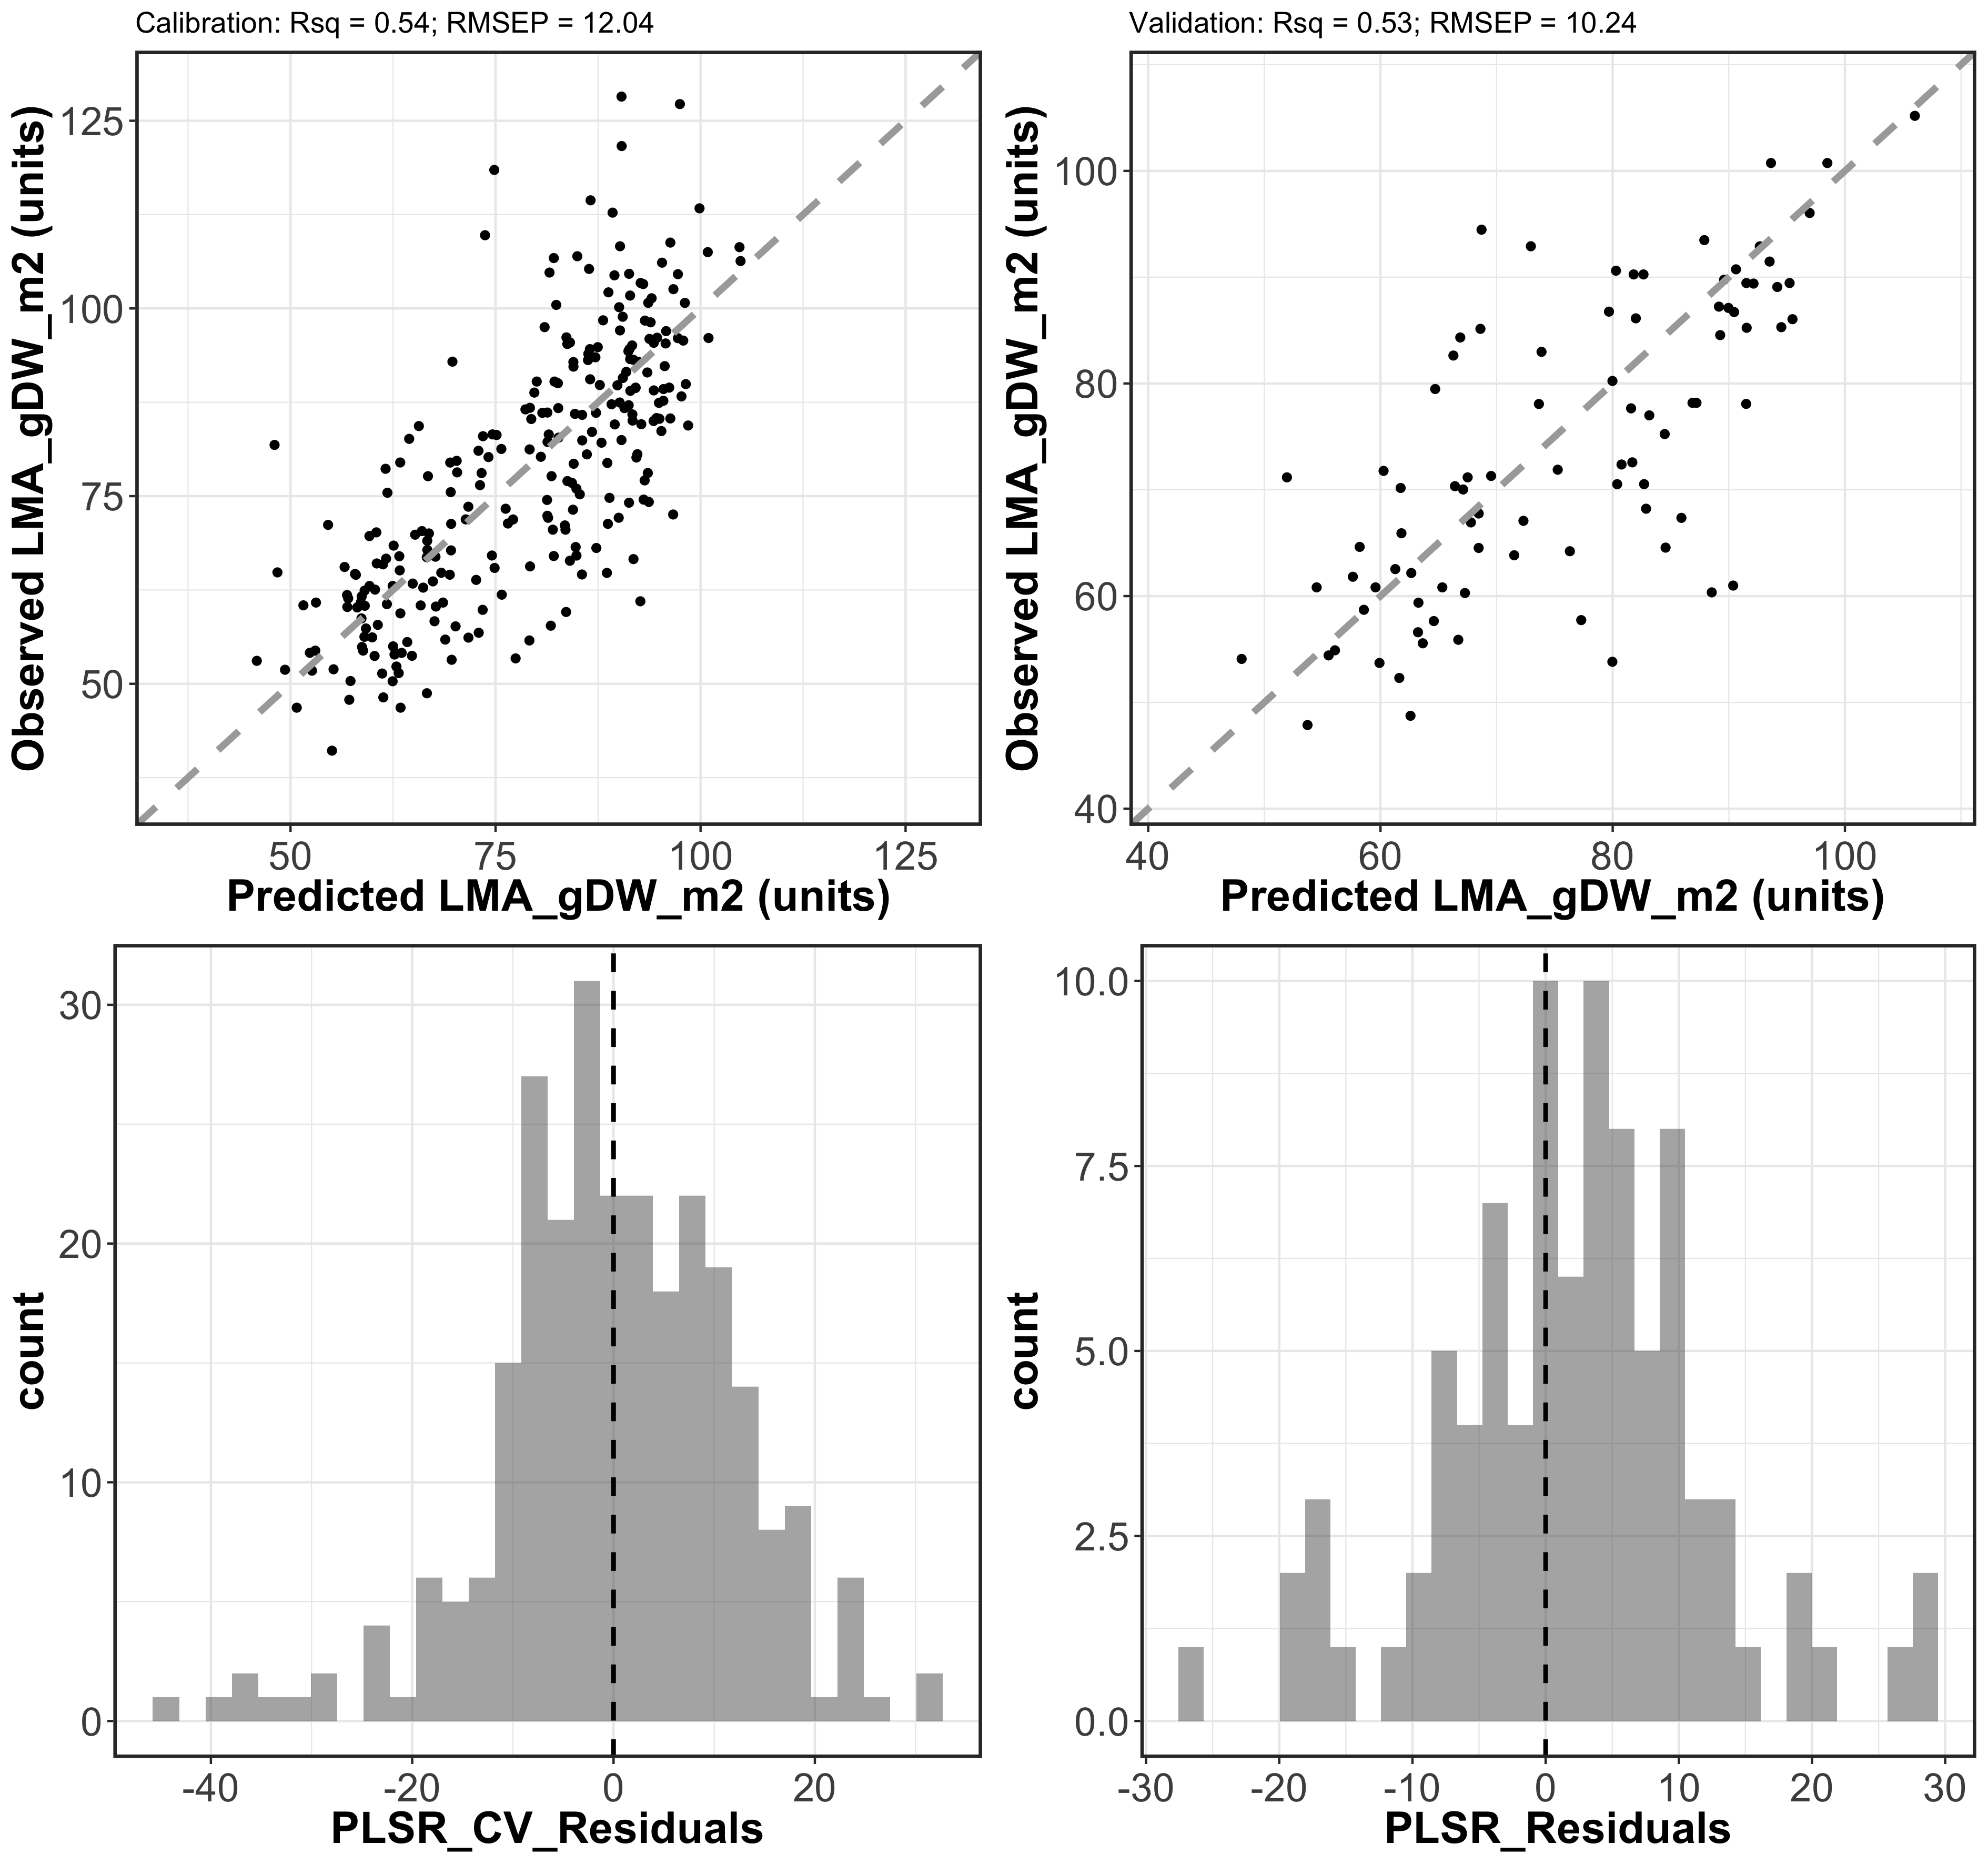 Calibration: Rsq = 0.54; RMSEP = 12.04
Observed LMA_gDW_m2 (units)
125
100
75
50
50 75 100 125
Predicted LMA_gDW_m2 (units)
Validation: Rsq = 0.53; RMSEP = 10.24
Observed LMA_gDW_m2 (units)
100
80
60
40
40 60 80 100
Predicted LMA_gDW_m2 (units)
count
30
20
10
0
-40 -20 0 20
PLSR_CV_Residuals
count
10.0
7.5
5.0
2.5
0.0
-30 -20 -10 0 10 20 30
PLSR_Residuals